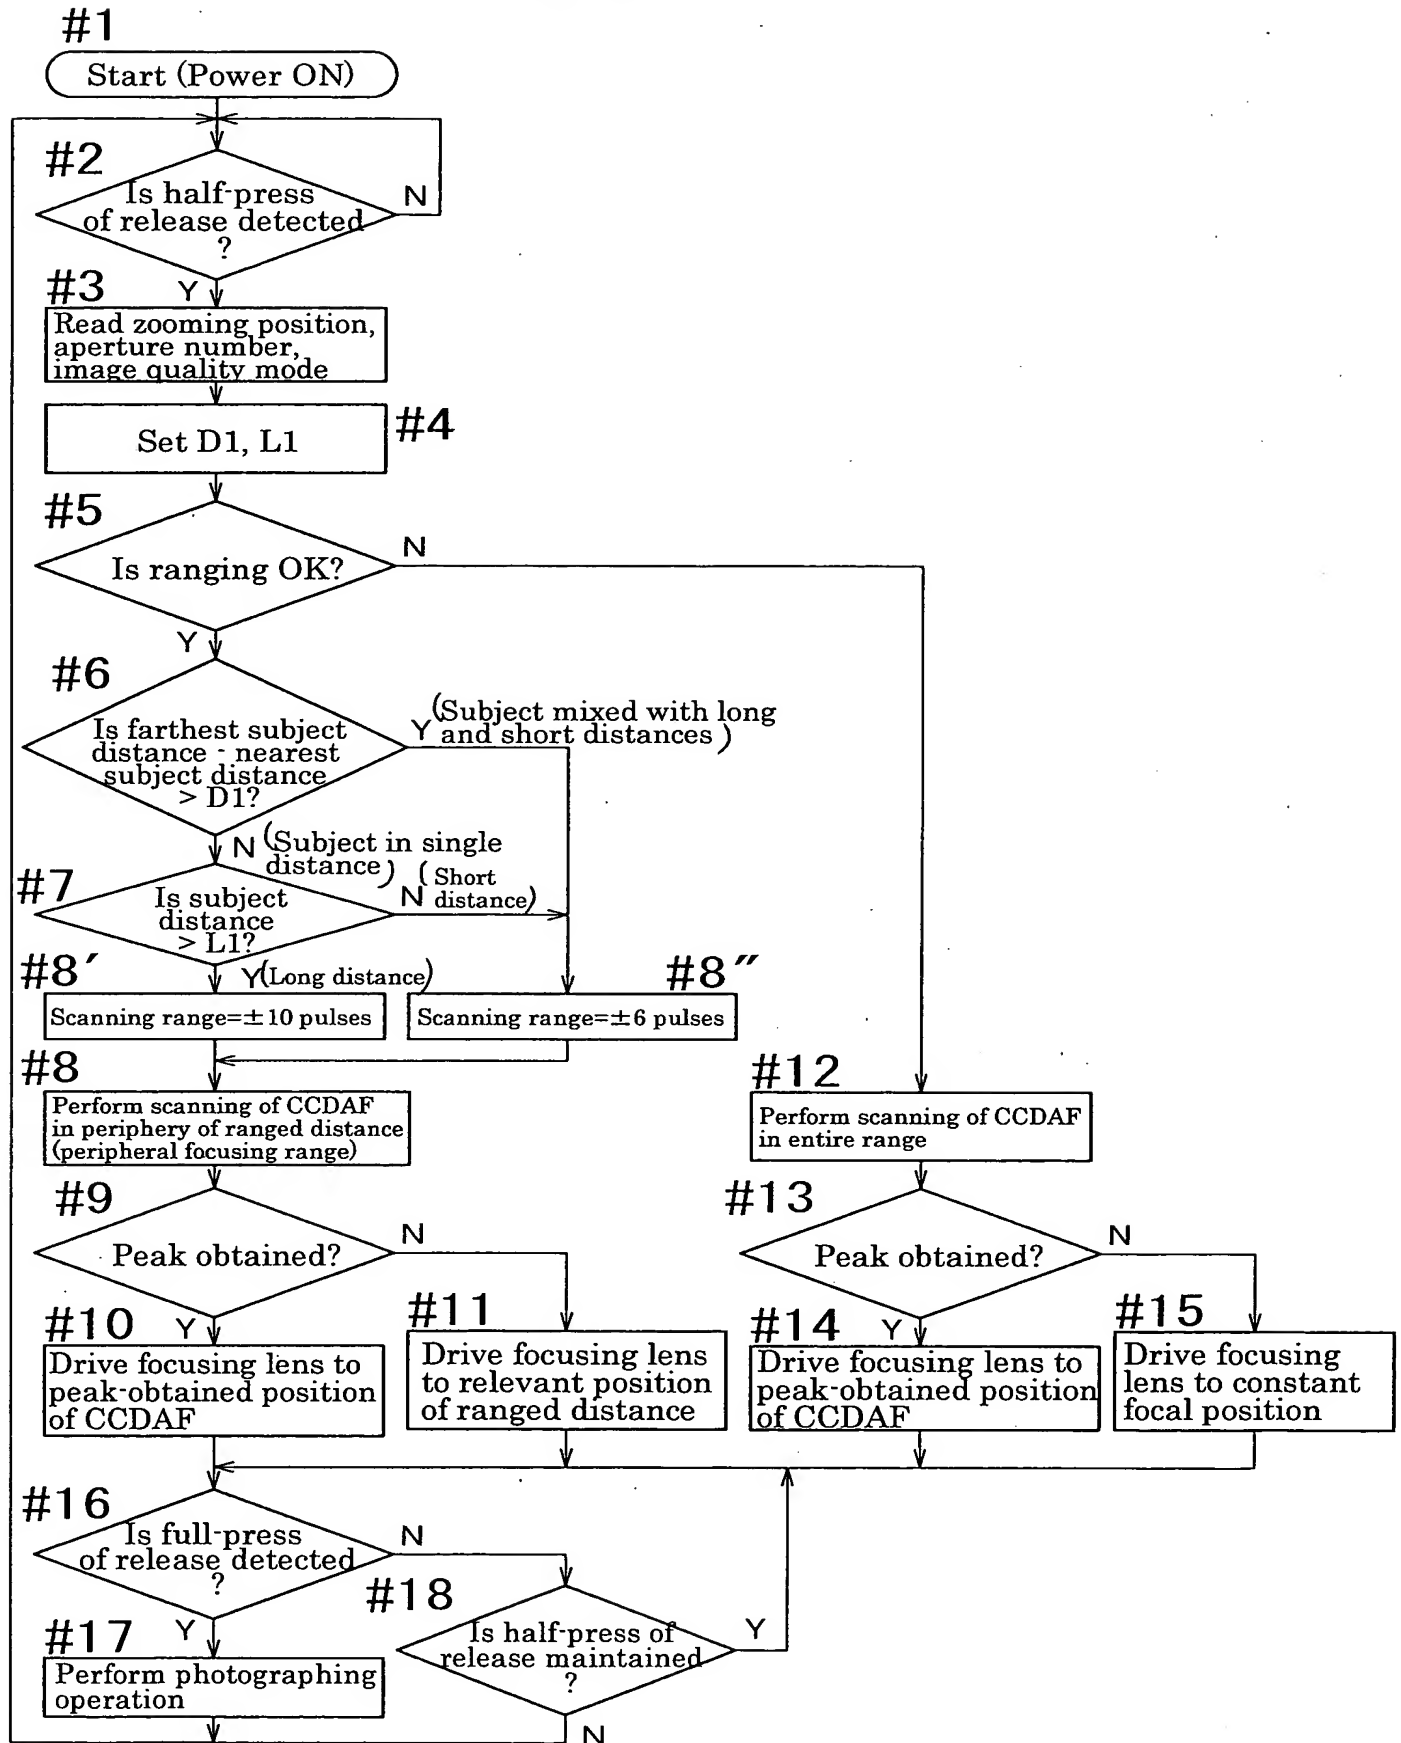 #1
Start (Power ON)
#2
Is half-press
of release detected
?
N
Y
#3
Read zooming position,
aperture number,
image quality mode
Set D1, L1
#4
#5
Is ranging OK?
N
Y
#6
Is farthest subject
distance - nearest
subject distance
> D1?
Y (Subject mixed with long
and short distances)
N (Subject in single
distance)
#7
Is subject
distance
> L1?
N (Short
distance)
Y(Long distance)
#8′
Scanning range=±10 pulses
#8″
Scanning range=±6 pulses
#8
Perform scanning of CCDAF
in periphery of ranged distance
(peripheral focusing range)
#12
Perform scanning of CCDAF
in entire range
#9
Peak obtained?
N
Y
#13
Peak obtained?
N
Y
#10
Drive focusing lens to
peak-obtained position
of CCDAF
#11
Drive focusing lens
to relevant position
of ranged distance
#14
Drive focusing lens to
peak-obtained position
of CCDAF
#15
Drive focusing
lens to constant
focal position
#16
Is full-press
of release detected
?
N
Y
#17
Perform photographing
operation
#18
Is half-press of
release maintained
?
Y
N